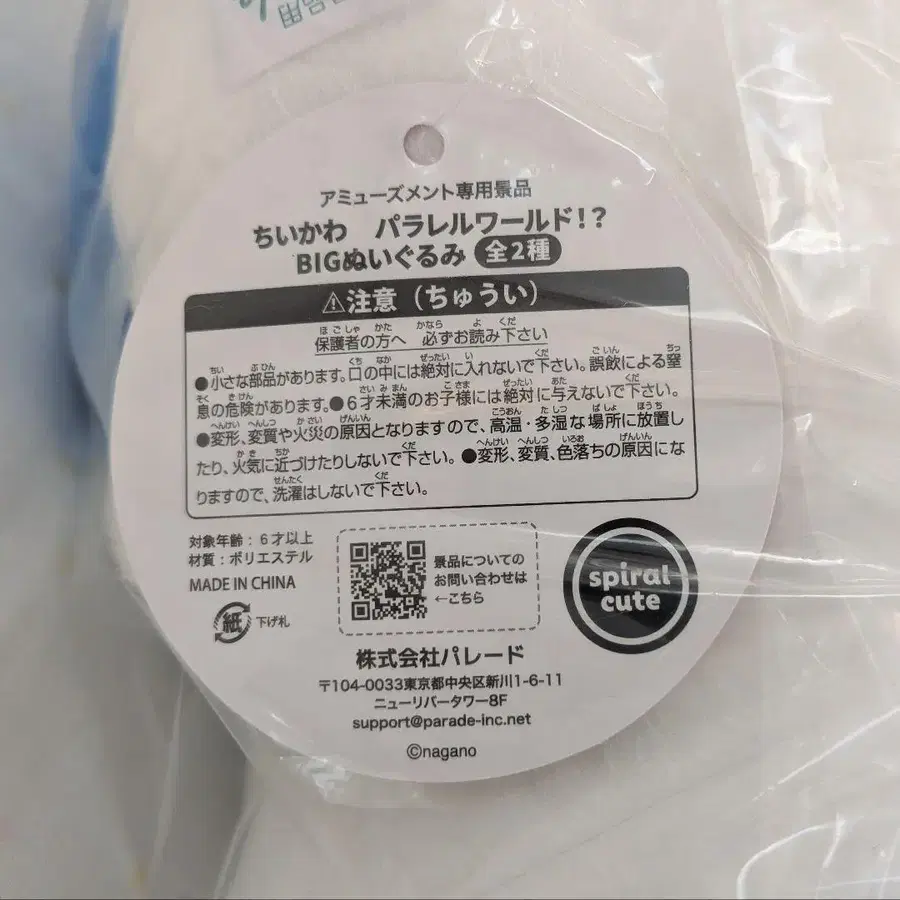 アミューズメント専用景品
ちいかわ パラレルワールド!?
BIGぬいぐるみ 全2種
⚠注意（ちゅうい）
保護者の方へ 必ずお読み下さい
●小さな部品があります。口の中には絶対に入れないで下さい。誤飲による窒
息の危険があります。●6才未満のお子様には絶対に与えないで下さい。
●変形、変質や火災の原因となりますので、高温・多湿な場所に放置し
たり、火気に近づけたりしないで下さい。●変形、変質、色落ちの原因にな
りますので、洗濯はしないで下さい。
対象年齢：6才以上
材質：ポリエステル
MADE IN CHINA
紙 下げ札
景品についての
お問い合わせは
←こちら
spiral
cute
株式会社パレード
〒104-0033東京都中央区新川1-6-11
ニューリバータワー8F
support@parade-inc.net
©nagano